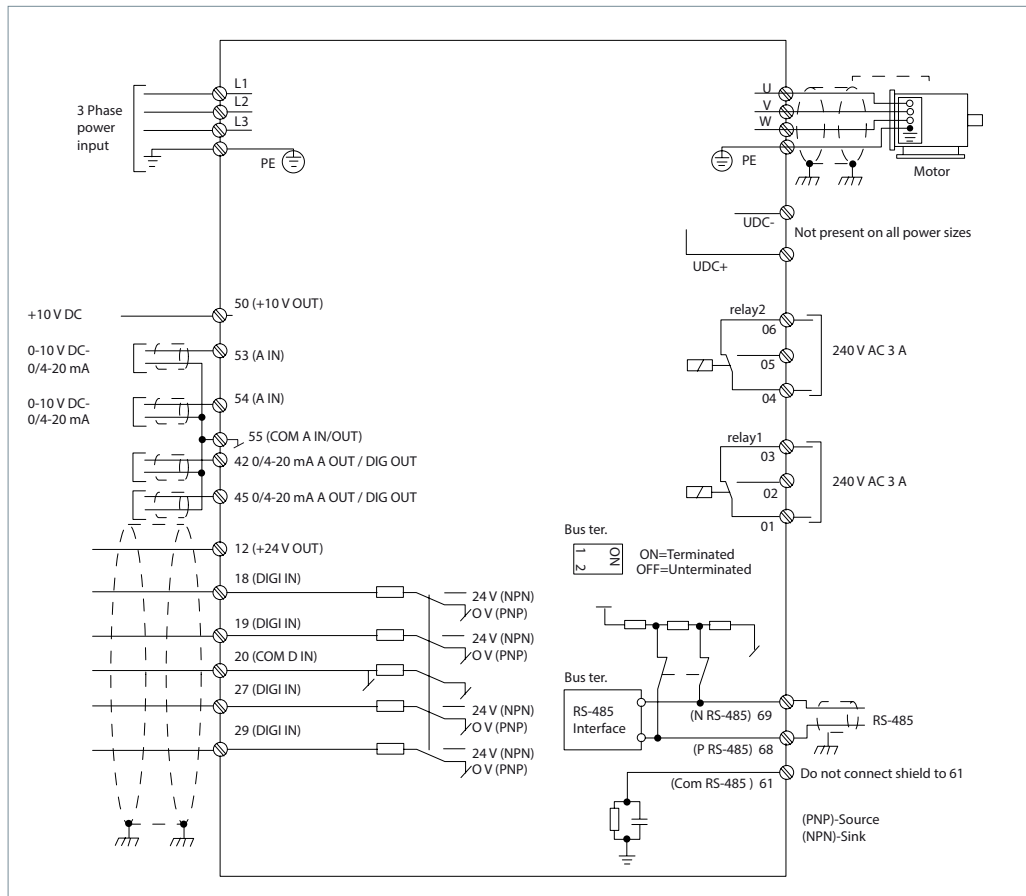 3 Phase
power
input
L1
L2
L3
PE
U
V
W
PE
Motor
UDC-
Not present on all power sizes
UDC+
+10 V DC
50 (+10 V OUT)
0-10 V DC-
0/4-20 mA
53 (A IN)
0-10 V DC-
0/4-20 mA
54 (A IN)
55 (COM A IN/OUT)
42 0/4-20 mA A OUT / DIG OUT
45 0/4-20 mA A OUT / DIG OUT
12 (+24 V OUT)
18 (DIGI IN)
24 V (NPN)
O V (PNP)
19 (DIGI IN)
24 V (NPN)
O V (PNP)
20 (COM D IN)
27 (DIGI IN)
24 V (NPN)
O V (PNP)
29 (DIGI IN)
24 V (NPN)
O V (PNP)
relay2
06
05
04
240 V AC 3 A
relay1
03
02
01
240 V AC 3 A
Bus ter.
1
2
ON
ON=Terminated
OFF=Unterminated
Bus ter.
RS-485
Interface
(N RS-485) 69
RS-485
(P RS-485) 68
(Com RS-485 ) 61
Do not connect shield to 61
(PNP)-Source
(NPN)-Sink